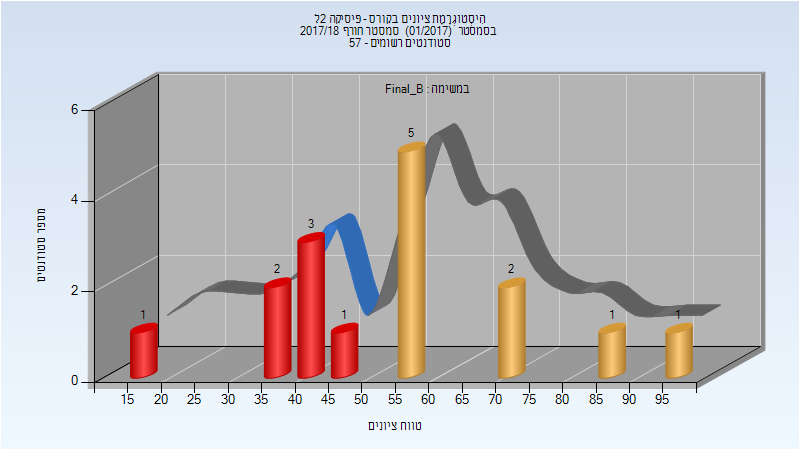 היסטוגרמת ציונים בקורס - פיסיקה 2ל
בסמסטר (01/2017) סמסטר חורף 2017/18
סטודנטים רשומים - 57
במשימה : Final_B
מספר סטודנטים
6
4
2
0
1
2
3
1
5
2
1
1
15 20 25 30 35 40 45 50 55 60 65 70 75 80 85 90 95
טווח ציונים